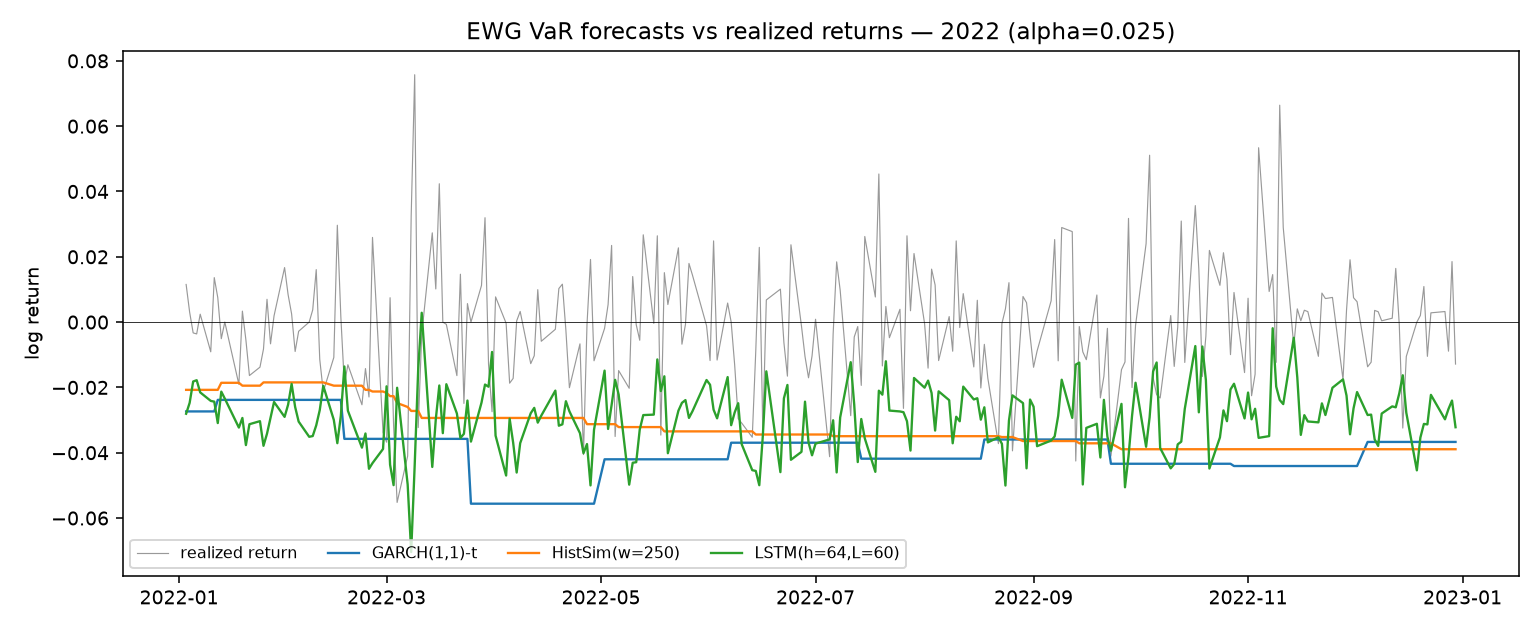 EWG VaR forecasts vs realized returns — 2022 (alpha=0.025)
log return
0.08
0.06
0.04
0.02
0.00
−0.02
−0.04
−0.06
realized return GARCH(1,1)-t HistSim(w=250) LSTM(h=64,L=60)
2022-01 2022-03 2022-05 2022-07 2022-09 2022-11 2023-01